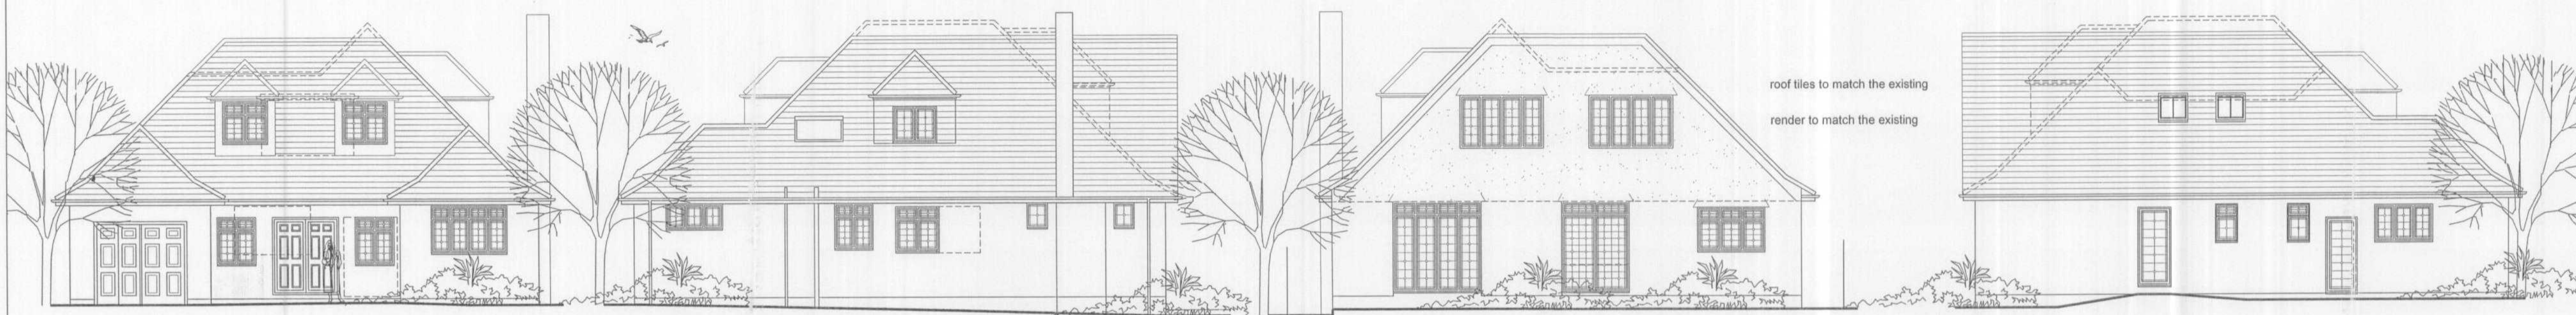 roof tiles to match the existing
render to match the existing